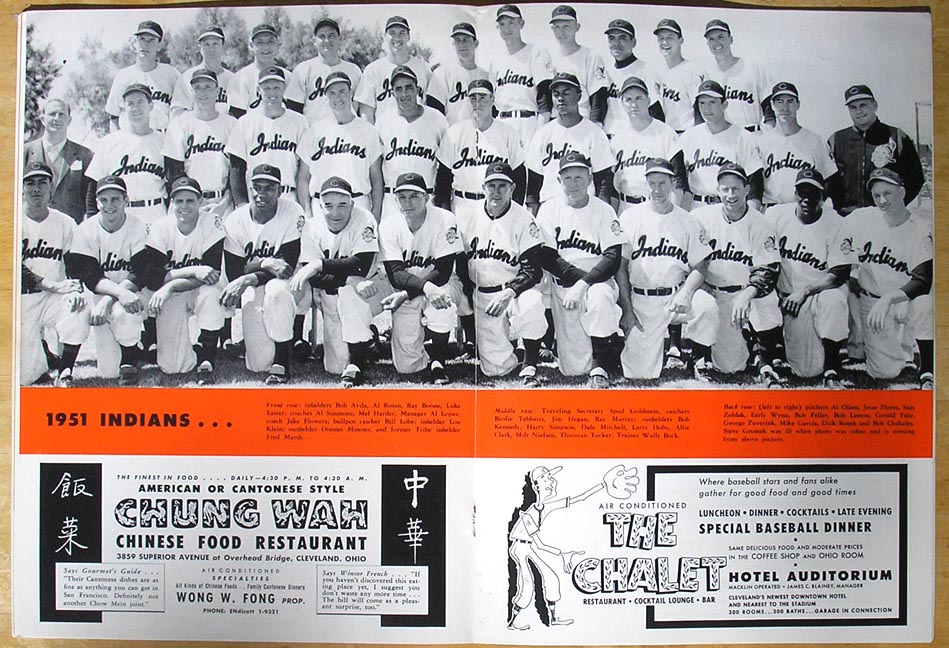 Indians
1951 INDIANS . . .
Front row: infielders Bob Avila, Al Rosen, Ray Boone, Luke
Easter; coaches Al Simmons, Mel Harder; Manager Al Lopez;
coach Jake Flowers; bullpen catcher Bill Lobe; infielder Lou
Klein; outfielder Orestes Minoso, and former Tribe infielder
Fred Marsh.
Middle row: Traveling Secretary Spud Goldstein, catchers
Birdie Tebbetts, Jim Hegan, Ray Murray; outfielders Bob
Kennedy, Harry Simpson, Dale Mitchell, Larry Doby, Allie
Clark, Milt Nielsen, Thurman Tucker; Trainer Wally Bock.
Back row: (left to right) pitchers Al Olsen, Jesse Flores, Sam
Zoldak, Early Wynn, Bob Feller, Bob Lemon, Gerald Fahr,
George Zuverink, Mike Garcia, Dick Rozek and Bob Chakales.
Steve Gromek was ill when photo was taken and is missing
from above picture.
飯菜
THE FINEST IN FOOD . . . . DAILY—4:30 P. M. TO 4:30 A. M.
AMERICAN OR CANTONESE STYLE
CHUNG WAH
CHINESE FOOD RESTAURANT
3859 SUPERIOR AVENUE at Overhead Bridge, CLEVELAND, OHIO
中華
Says Gourmet's Guide . . .
"Their Cantonese dishes are as
fine as anything you can get in
San Francisco. Definitely not
another Chow Mein joint."
AIR CONDITIONED
SPECIALTIES
All Kinds of Chinese Foods Family Cantonese Dinners
WONG W. FONG PROP.
PHONE: ENdicott 1-9321
Says Winsor French . . . "If
you haven't discovered this eat-
ing place yet, I suggest you
don't waste any more time . . .
The bill will come as a pleas-
ant surprise, too."
AIR CONDITIONED
THE
CHALET
RESTAURANT • COCKTAIL LOUNGE • BAR
Where baseball stars and fans alike
gather for good food and good times
LUNCHEON • DINNER • COCKTAILS • LATE EVENING
SPECIAL BASEBALL DINNER
SAME DELICIOUS FOOD AND MODERATE PRICES
IN THE COFFEE SHOP AND OHIO ROOM
HOTEL AUDITORIUM
MACKLIN OPERATED • JAMES C. BLAINEY, MANAGER
CLEVELAND'S NEWEST DOWNTOWN HOTEL
AND NEAREST TO THE STADIUM
300 ROOMS...300 BATHS...GARAGE IN CONNECTION